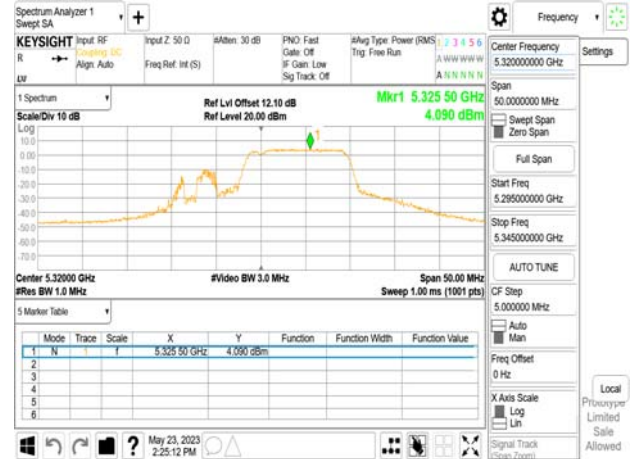 Spectrum Analyzer 1
Swept SA
Frequency
KEYSIGHT
Input: RF
Coupling: DC
Align: Auto
Input Z: 50 Ω
Freq Ref: Int (S)
#Atten: 30 dB
PNO: Fast
Gate: Off
IF Gain: Low
Sig Track: Off
#Avg Type: Power (RMS
Trig: Free Run
1 2 3 4 5 6
A W W W W W
A N N N N N
R
Center Frequency
5.320000000 GHz
Settings
1 Spectrum
Scale/Div 10 dB
Ref Lvl Offset 12.10 dB
Ref Level 20.00 dBm
Mkr1 5.325 50 GHz
4.090 dBm
Log
10.0
0.00
-10.0
-20.0
-30.0
-40.0
-50.0
-60.0
-70.0
1
Center 5.32000 GHz
#Res BW 1.0 MHz
#Video BW 3.0 MHz
Span 50.00 MHz
Sweep 1.00 ms (1001 pts)
Span
50.0000000 MHz
Swept Span
Zero Span
Full Span
Start Freq
5.295000000 GHz
Stop Freq
5.345000000 GHz
AUTO TUNE
CF Step
5.000000 MHz
Auto
Man
Freq Offset
0 Hz
X Axis Scale
Log
Lin
Signal Track
(Span Zoom)
Local
Prototype
Limited
Sale
Allowed
5 Marker Table
Mode Trace Scale X Y Function Function Width Function Value
1 N 1 f 5.325 50 GHz 4.090 dBm
2
3
4
5
6
May 23, 2023
2:25:12 PM